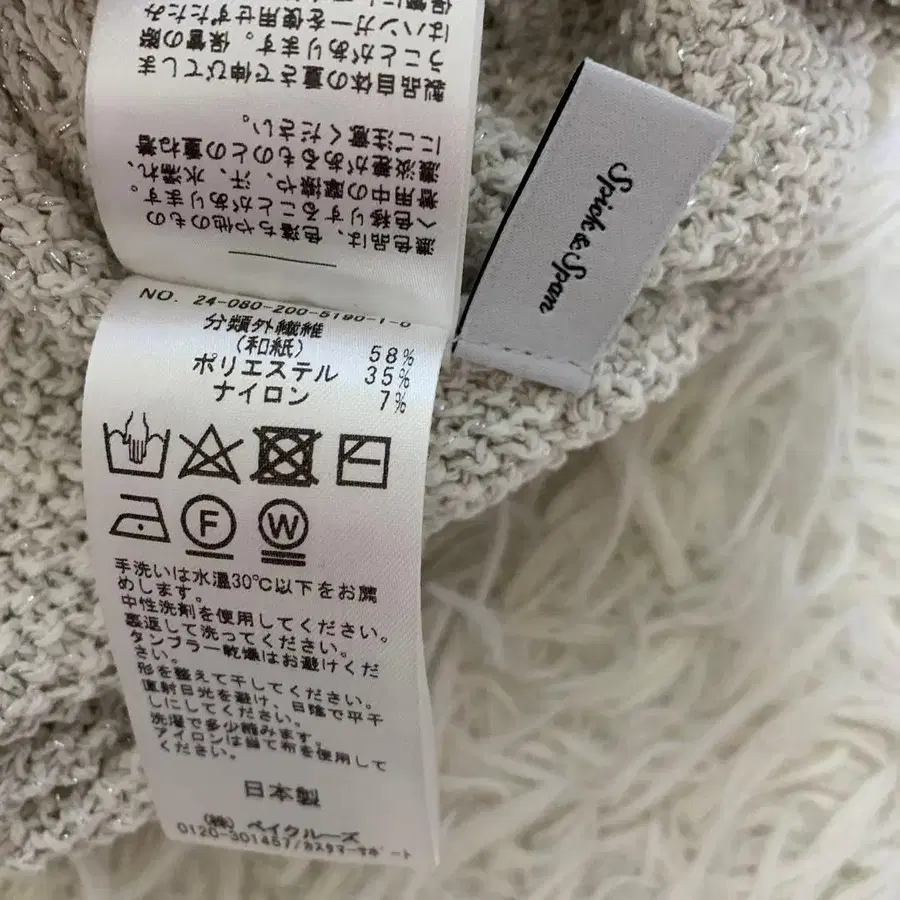 保管に
はハンガーを使用せずたたみ
うことがあります。保管の際
製品自体の重さで伸びてしま
にご注意ください。
濃淡差があるものとの重ね着
着用中の摩擦や、汗、水濡れ、
へ色移りすることがあります。
濃色品は、色落ちや他のもの
Spick & Span
NO. 24-080-200-5190-1-0
分類外繊維
(和紙) 58%
ポリエステル 35%
ナイロン 7%
F W
手洗いは水温30℃以下をお薦
めします。
中性洗剤を使用してください。
裏返して洗ってください。
タンブラー乾燥はお避けくだ
さい。
形を整えて干してください。
直射日光を避け、日陰で平干
しにしてください。
洗濯で多少縮みます。
アイロンは当て布を使用して
ください。
日本製
(株) ベイクルーズ
0120-301457/カスタマーサポート